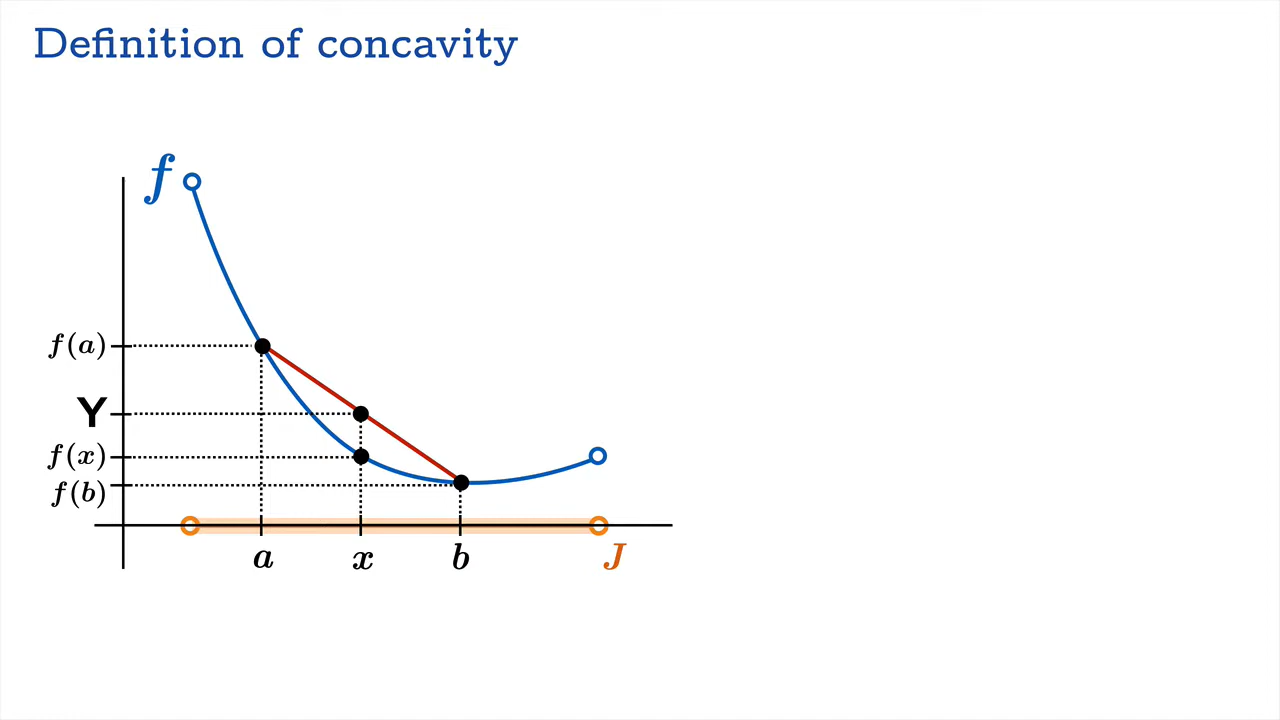 Definition of concavity
f
f(a)
Y
f(x)
f(b)
a x b J